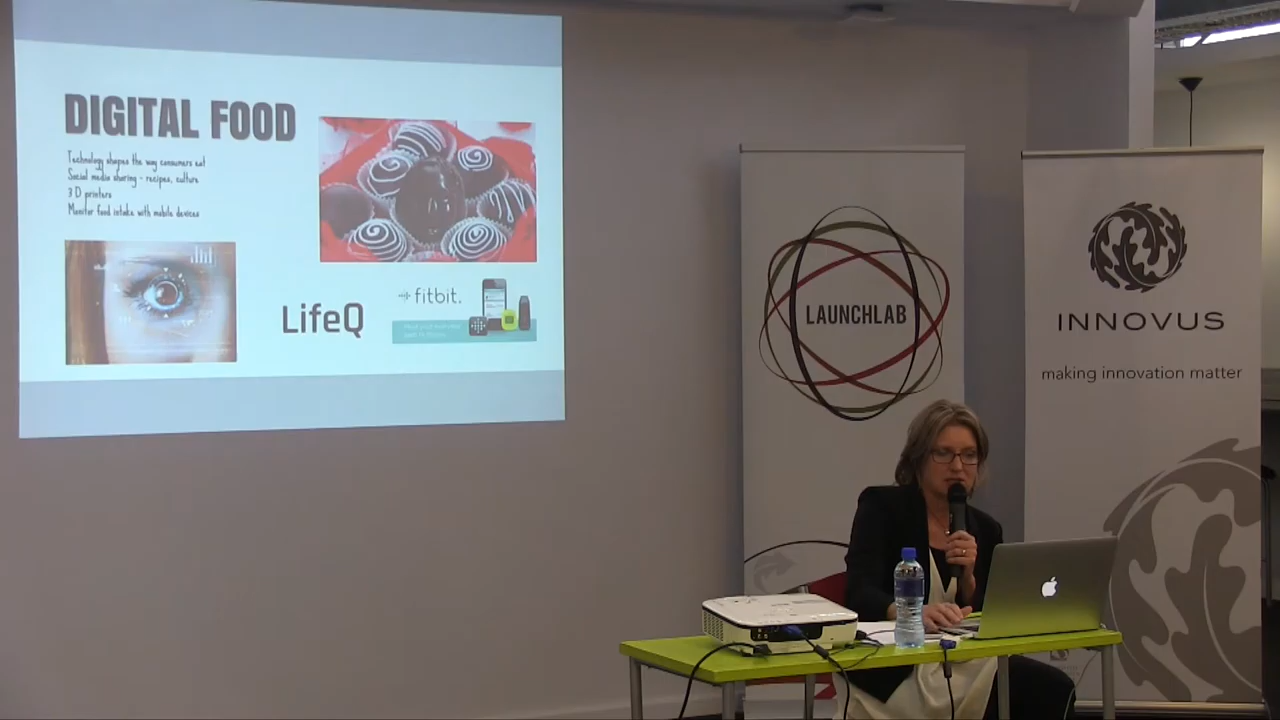 DIGITAL FOOD
Technology shapes the way consumers eat
Social media sharing - recipes, culture
3 D printers
Monitor food intake with mobile devices
LifeQ
fitbit.
LAUNCHLAB
INNOVUS
making innovation matter